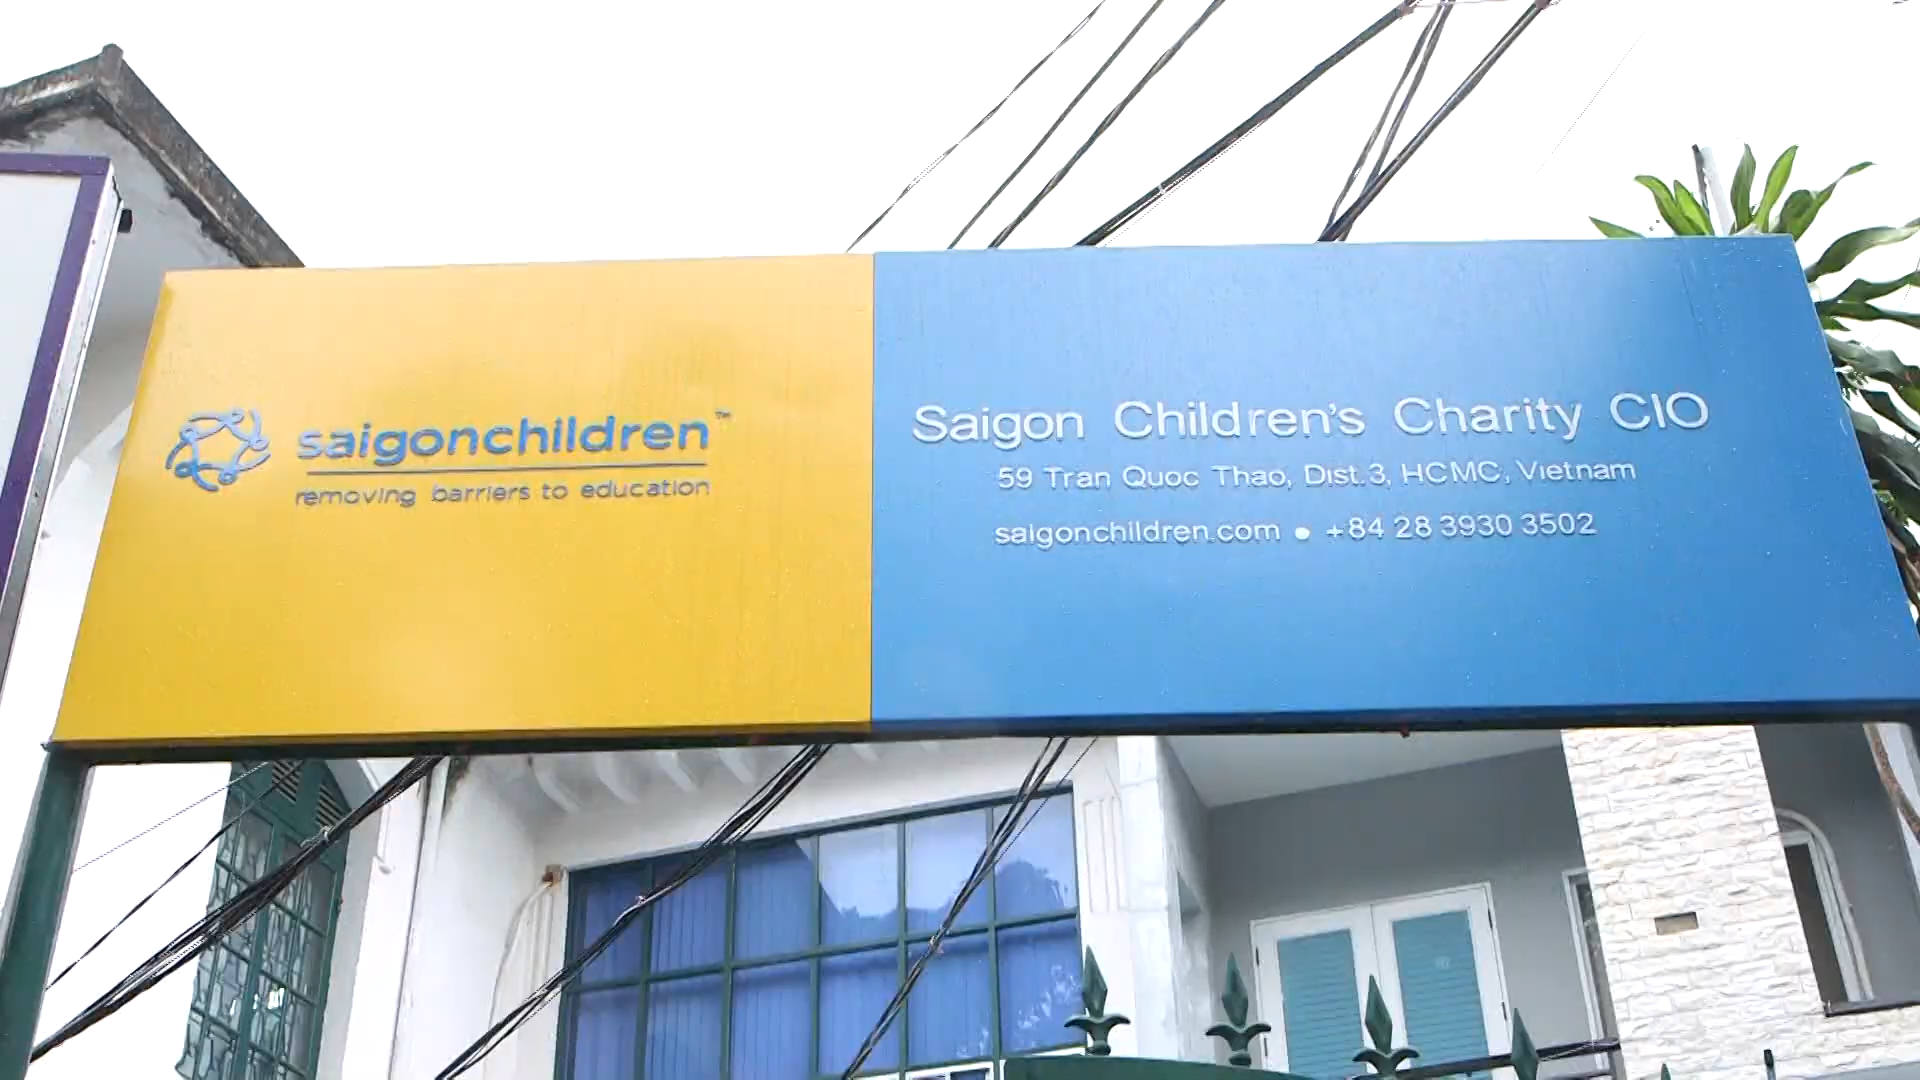 saigonchildren™
removing barriers to education
Saigon Children's Charity CIO
59 Tran Quoc Thao, Dist.3, HCMC, Vietnam
saigonchildren.com • +84 28 3930 3502